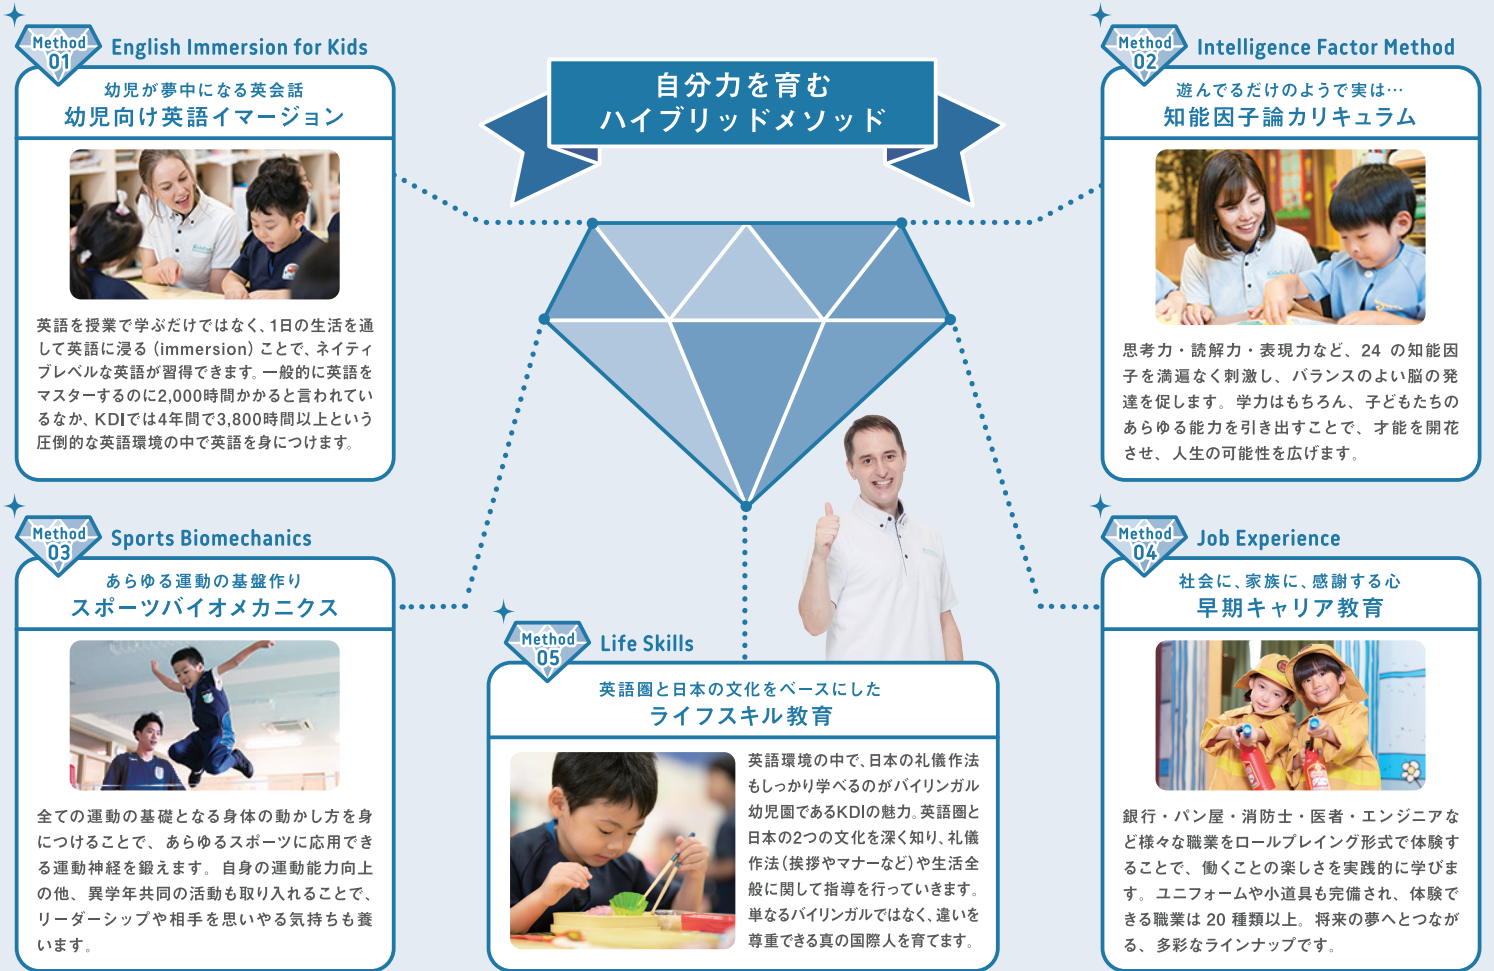 自分力を育む
ハイブリッドメソッド
Method
01
English Immersion for Kids
幼児が夢中になる英会話
幼児向け英語イマージョン
英語を授業で学ぶだけではなく、1日の生活を通
して英語に浸る（immersion）ことで、ネイティ
ブレベルな英語が習得できます。一般的に英語を
マスターするのに2,000時間かかると言われてい
るなか、KDIでは4年間で3,800時間以上という
圧倒的な英語環境の中で英語を身につけます。
Method
02
Intelligence Factor Method
遊んでるだけのようで実は…
知能因子論カリキュラム
思考力・読解力・表現力など、24 の知能因
子を満遍なく刺激し、バランスのよい脳の発
達を促します。学力はもちろん、子どもたちの
あらゆる能力を引き出すことで、才能を開花
させ、人生の可能性を広げます。
Method
03
Sports Biomechanics
あらゆる運動の基盤作り
スポーツバイオメカニクス
全ての運動の基礎となる身体の動かし方を身
につけることで、あらゆるスポーツに応用でき
る運動神経を鍛えます。自身の運動能力向上
の他、異学年共同の活動も取り入れることで、
リーダーシップや相手を思いやる気持ちも養
います。
Method
04
Job Experience
社会に、家族に、感謝する心
早期キャリア教育
銀行・パン屋・消防士・医者・エンジニアな
ど様々な職業をロールプレイング形式で体験す
ることで、働くことの楽しさを実践的に学びま
す。ユニフォームや小道具も完備され、体験で
きる職業は 20 種類以上。将来の夢へとつなが
る、多彩なラインナップです。
Method
05
Life Skills
英語圏と日本の文化をベースにした
ライフスキル教育
英語環境の中で、日本の礼儀作法
もしっかり学べるのがバイリンガル
幼児園であるKDIの魅力。英語圏と
日本の2つの文化を深く知り、礼儀
作法（挨拶やマナーなど）や生活全
般に関して指導を行っていきます。
単なるバイリンガルではなく、違いを
尊重できる真の国際人を育てます。